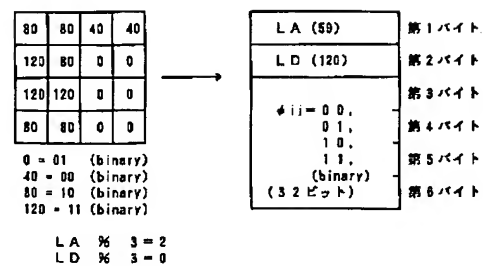 80 80 40 40
120 80 0 0
120 120 0 0
80 80 0 0
0 = 01 (binary)
40 = 00 (binary)
80 = 10 (binary)
120 = 11 (binary)
LA % 3 = 2
LD % 3 = 0
LA (59)
LD (120)
φij=00,
01,
10,
11,
(binary)
(32ビット)
第1バイト
第2バイト
第3バイト
第4バイト
第5バイト
第6バイト